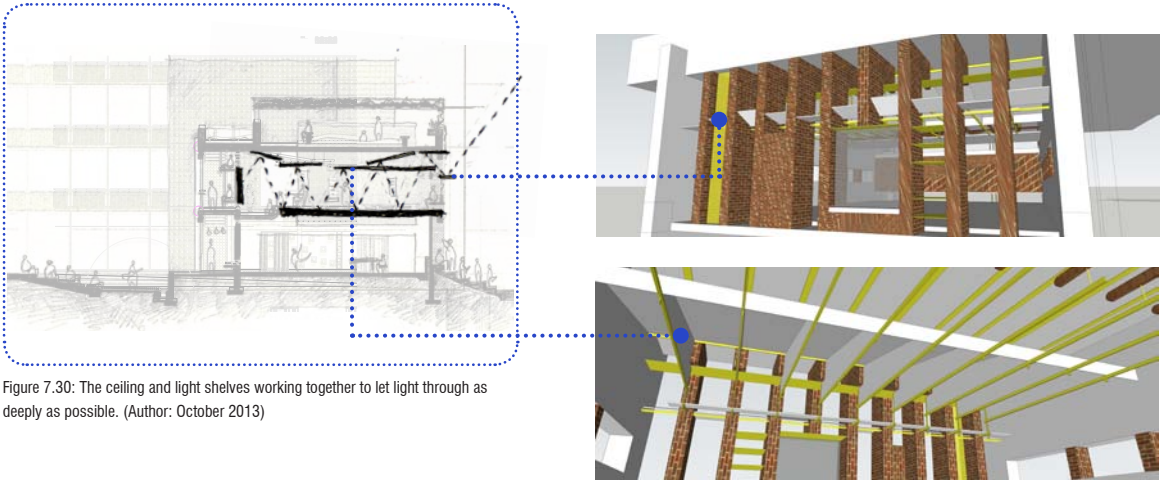 Figure 7.30: The ceiling and light shelves working together to let light through as
deeply as possible. (Author: October 2013)